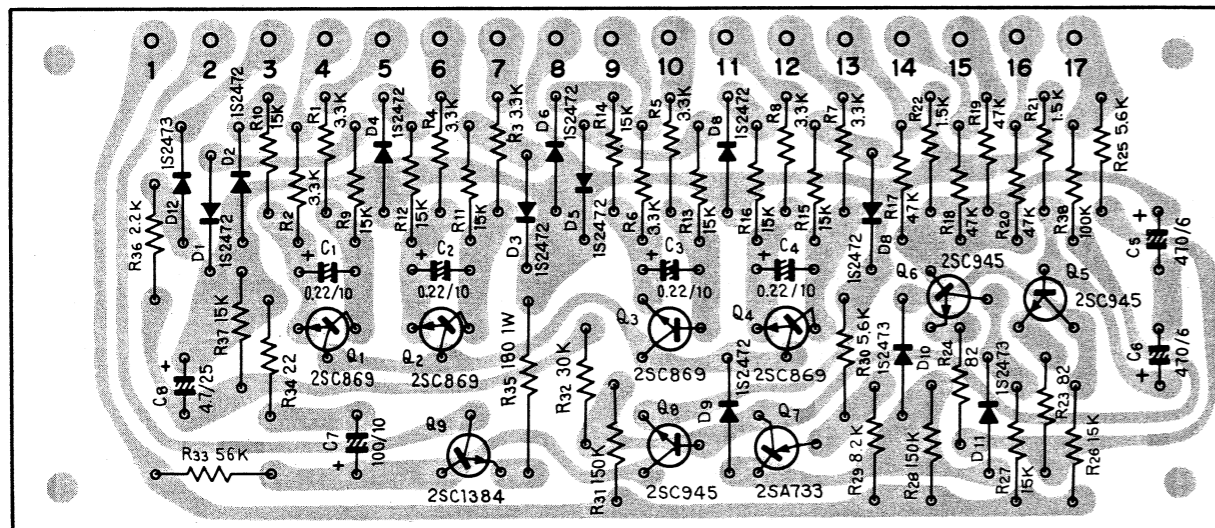 1 2 3 4 5 6 7 8 9 10 11 12 13 14 15 16 17
1S2473
D12
D1
1S2472
D2
1S2472
R10
15K
R2
3.3K
R1
3.3K
R9
15K
D4
1S2472
R12
15K
R4
3.3K
R11
15K
R3 3.3K
D3
1S2472
D6
1S2472
D5
1S2472
R14
15K
R6
3.3K
R5
3.3K
R13
15K
D8
1S2472
R16
15K
R8
3.3K
R15
15K
R7
3.3K
D8
1S2472
R17
47K
R22
1.5K
R18
47K
R19
47K
R20
47K
R21
1.5K
R38
100K
R25 5.6K
R36 2.2K
+ C1
0.22/10
+ C2
0.22/10
C3
+
0.22/10
+ C4
0.22/10
+
C5
470/6
C6
+
470/6
R37 15K
C8
+
4.7/25
R34 22
Q1
2SC869
Q2
2SC869
R35 180 1W
R32 30K
Q3
2SC869
Q4
2SC869
D9
1S2472
R30 5.6K
1S2473
D10
Q6
2SC945
Q5
2SC945
R24
82
1S2473
D11
R23 82
R33 56K
C7
+
100/10
Q9
2SC1384
R31 150K
Q8
2SC945
Q7
2SA733
R29 8.2K
R28 150K
R27
15K
R26 15K